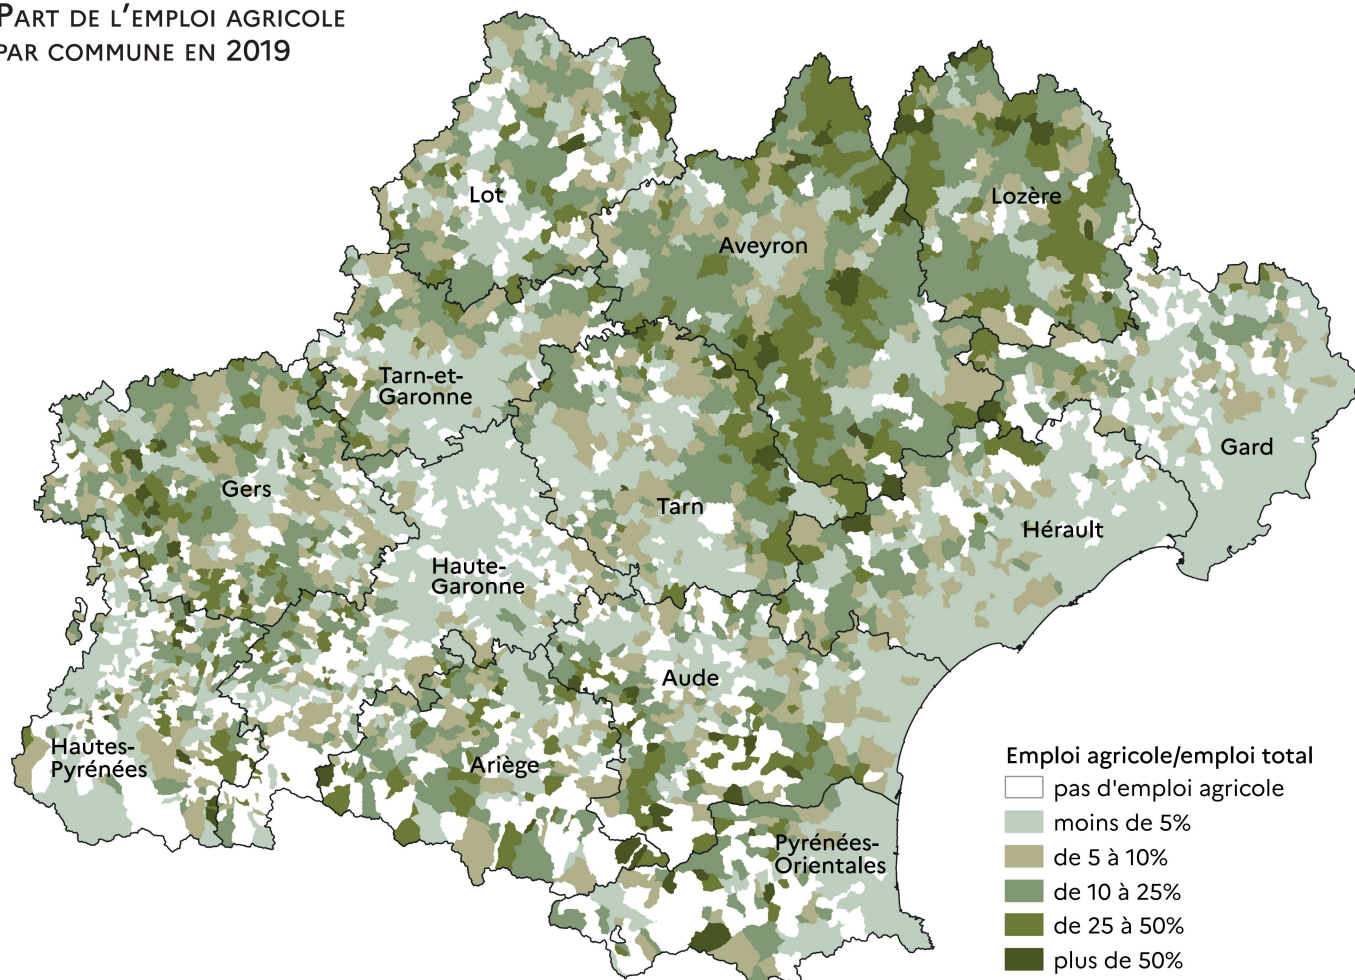 PART DE L'EMPLOI AGRICOLE
PAR COMMUNE EN 2019
Lot
Lozère
Aveyron
Tarn-et-
Garonne
Gard
Gers
Tarn
Hérault
Haute-
Garonne
Aude
Hautes-
Pyrénées
Ariège
Pyrénées-
Orientales
Emploi agricole/emploi total
pas d'emploi agricole
moins de 5%
de 5 à 10%
de 10 à 25%
de 25 à 50%
plus de 50%